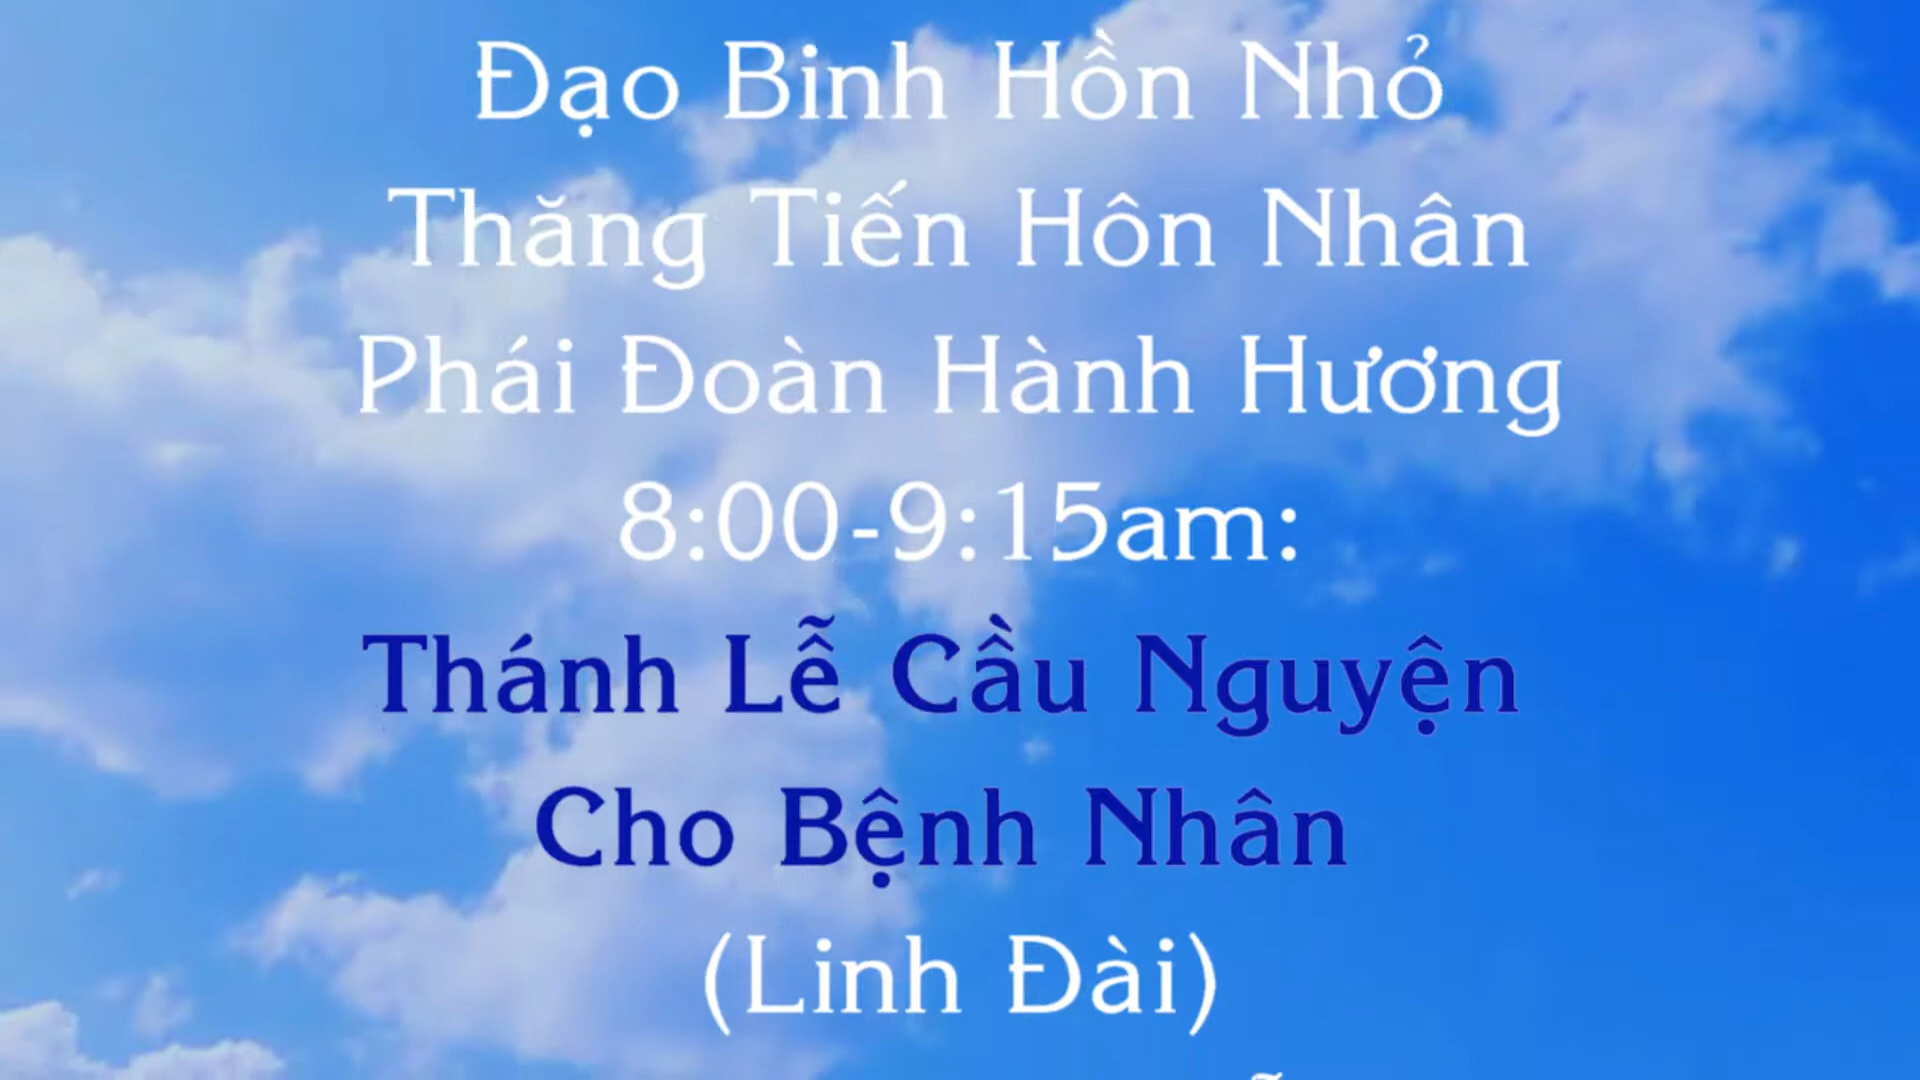 Đạo Binh Hồn Nhỏ
Thăng Tiến Hôn Nhân
Phái Đoàn Hành Hương
8:00-9:15am:
Thánh Lễ Cầu Nguyện
Cho Bệnh Nhân
(Linh Đài)